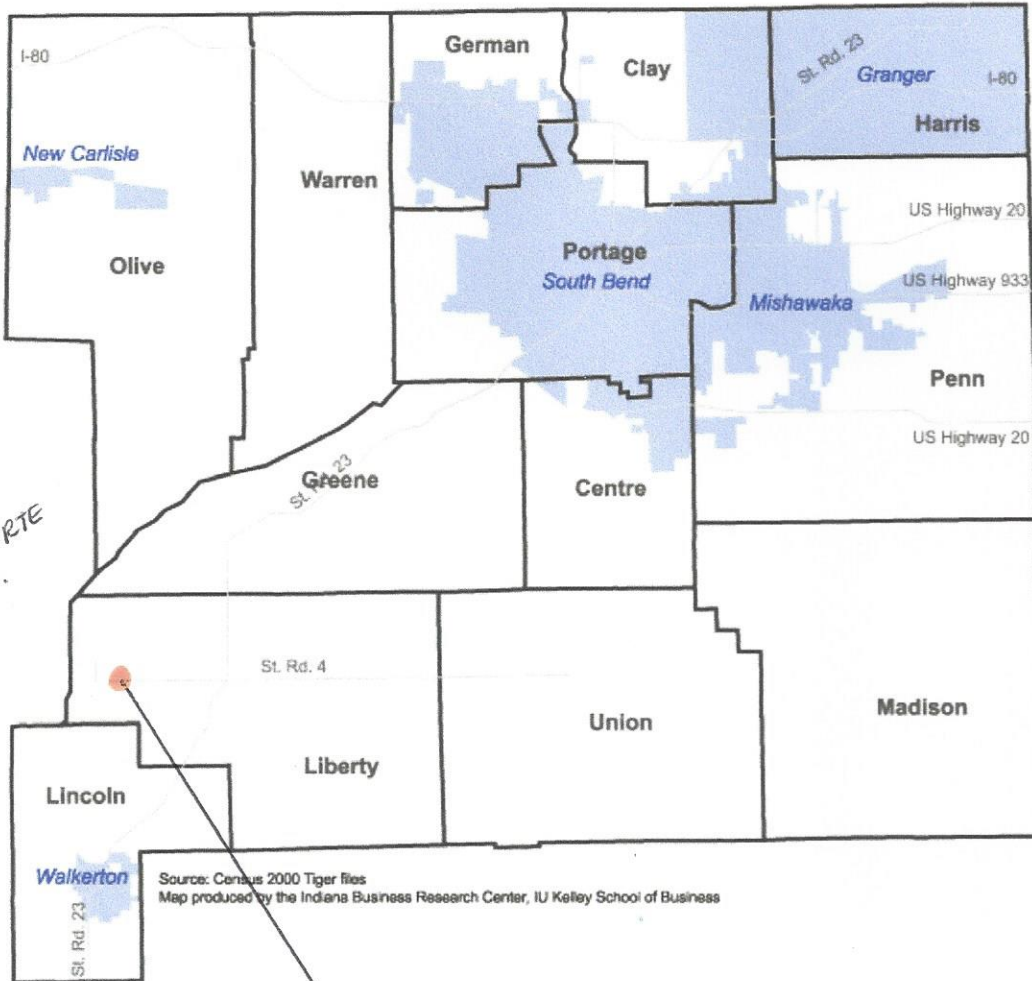 German
Clay
St. Rd. 23
I-80
Granger
I-80
Harris
New Carlisle
Warren
US Highway 20
Olive
Portage
South Bend
US Highway 933
Mishawaka
Penn
US Highway 20
St. Rd. 23
Greene
Centre
RTE
St. Rd. 4
Madison
Union
Liberty
Lincoln
Walkerton
Source: Census 2000 Tiger files
Map produced by the Indiana Business Research Center, IU Kelley School of Business
St. Rd. 23